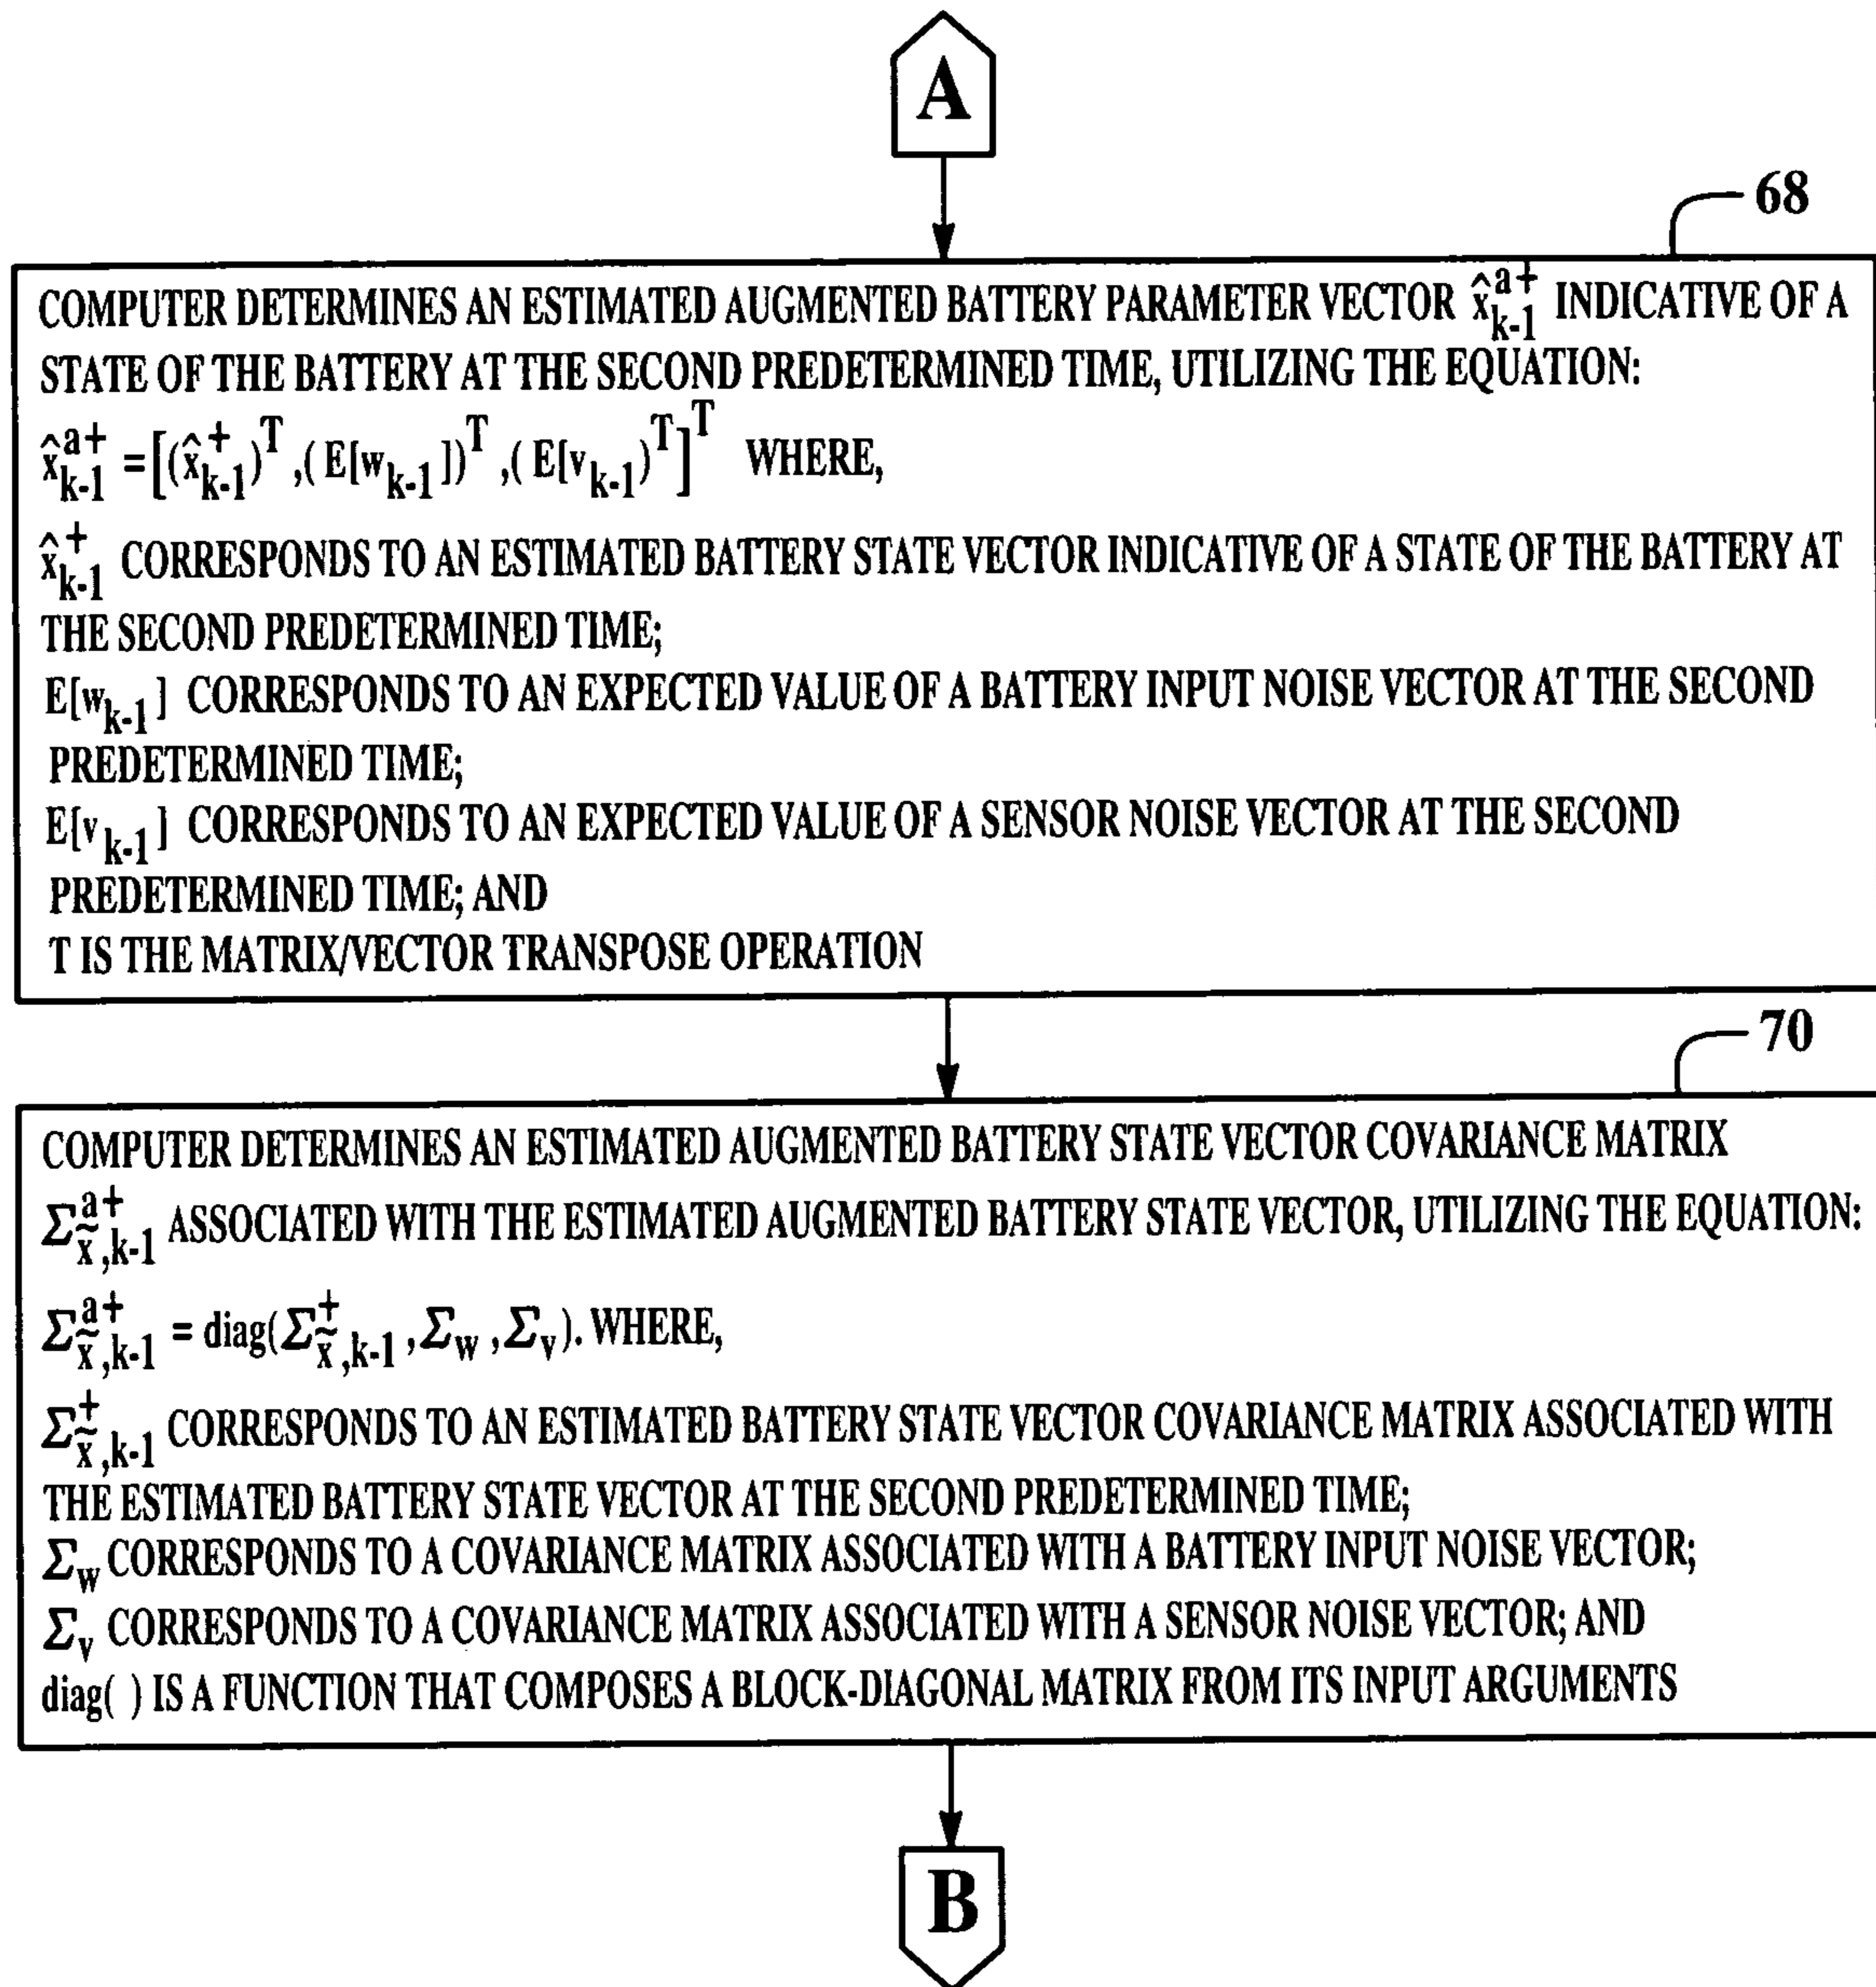 A
68
COMPUTER DETERMINES AN ESTIMATED AUGMENTED BATTERY PARAMETER VECTOR x̂_{k-1}^{a+} INDICATIVE OF A
STATE OF THE BATTERY AT THE SECOND PREDETERMINED TIME, UTILIZING THE EQUATION:
x̂_{k-1}^{a+} = [(x̂_{k-1}^{+})^T ,( E[w_{k-1}])^T ,( E[v_{k-1})^T]^T WHERE,
x̂_{k-1}^{+} CORRESPONDS TO AN ESTIMATED BATTERY STATE VECTOR INDICATIVE OF A STATE OF THE BATTERY AT
THE SECOND PREDETERMINED TIME;
E[w_{k-1}] CORRESPONDS TO AN EXPECTED VALUE OF A BATTERY INPUT NOISE VECTOR AT THE SECOND
PREDETERMINED TIME;
E[v_{k-1}] CORRESPONDS TO AN EXPECTED VALUE OF A SENSOR NOISE VECTOR AT THE SECOND
PREDETERMINED TIME; AND
T IS THE MATRIX/VECTOR TRANSPOSE OPERATION
70
COMPUTER DETERMINES AN ESTIMATED AUGMENTED BATTERY STATE VECTOR COVARIANCE MATRIX
Σ_{x̃,k-1}^{a+} ASSOCIATED WITH THE ESTIMATED AUGMENTED BATTERY STATE VECTOR, UTILIZING THE EQUATION:
Σ_{x̃,k-1}^{a+} = diag(Σ_{x̃,k-1}^{+} ,Σ_w ,Σ_v). WHERE,
Σ_{x̃,k-1}^{+} CORRESPONDS TO AN ESTIMATED BATTERY STATE VECTOR COVARIANCE MATRIX ASSOCIATED WITH
THE ESTIMATED BATTERY STATE VECTOR AT THE SECOND PREDETERMINED TIME;
Σ_w CORRESPONDS TO A COVARIANCE MATRIX ASSOCIATED WITH A BATTERY INPUT NOISE VECTOR;
Σ_v CORRESPONDS TO A COVARIANCE MATRIX ASSOCIATED WITH A SENSOR NOISE VECTOR; AND
diag( ) IS A FUNCTION THAT COMPOSES A BLOCK-DIAGONAL MATRIX FROM ITS INPUT ARGUMENTS
B